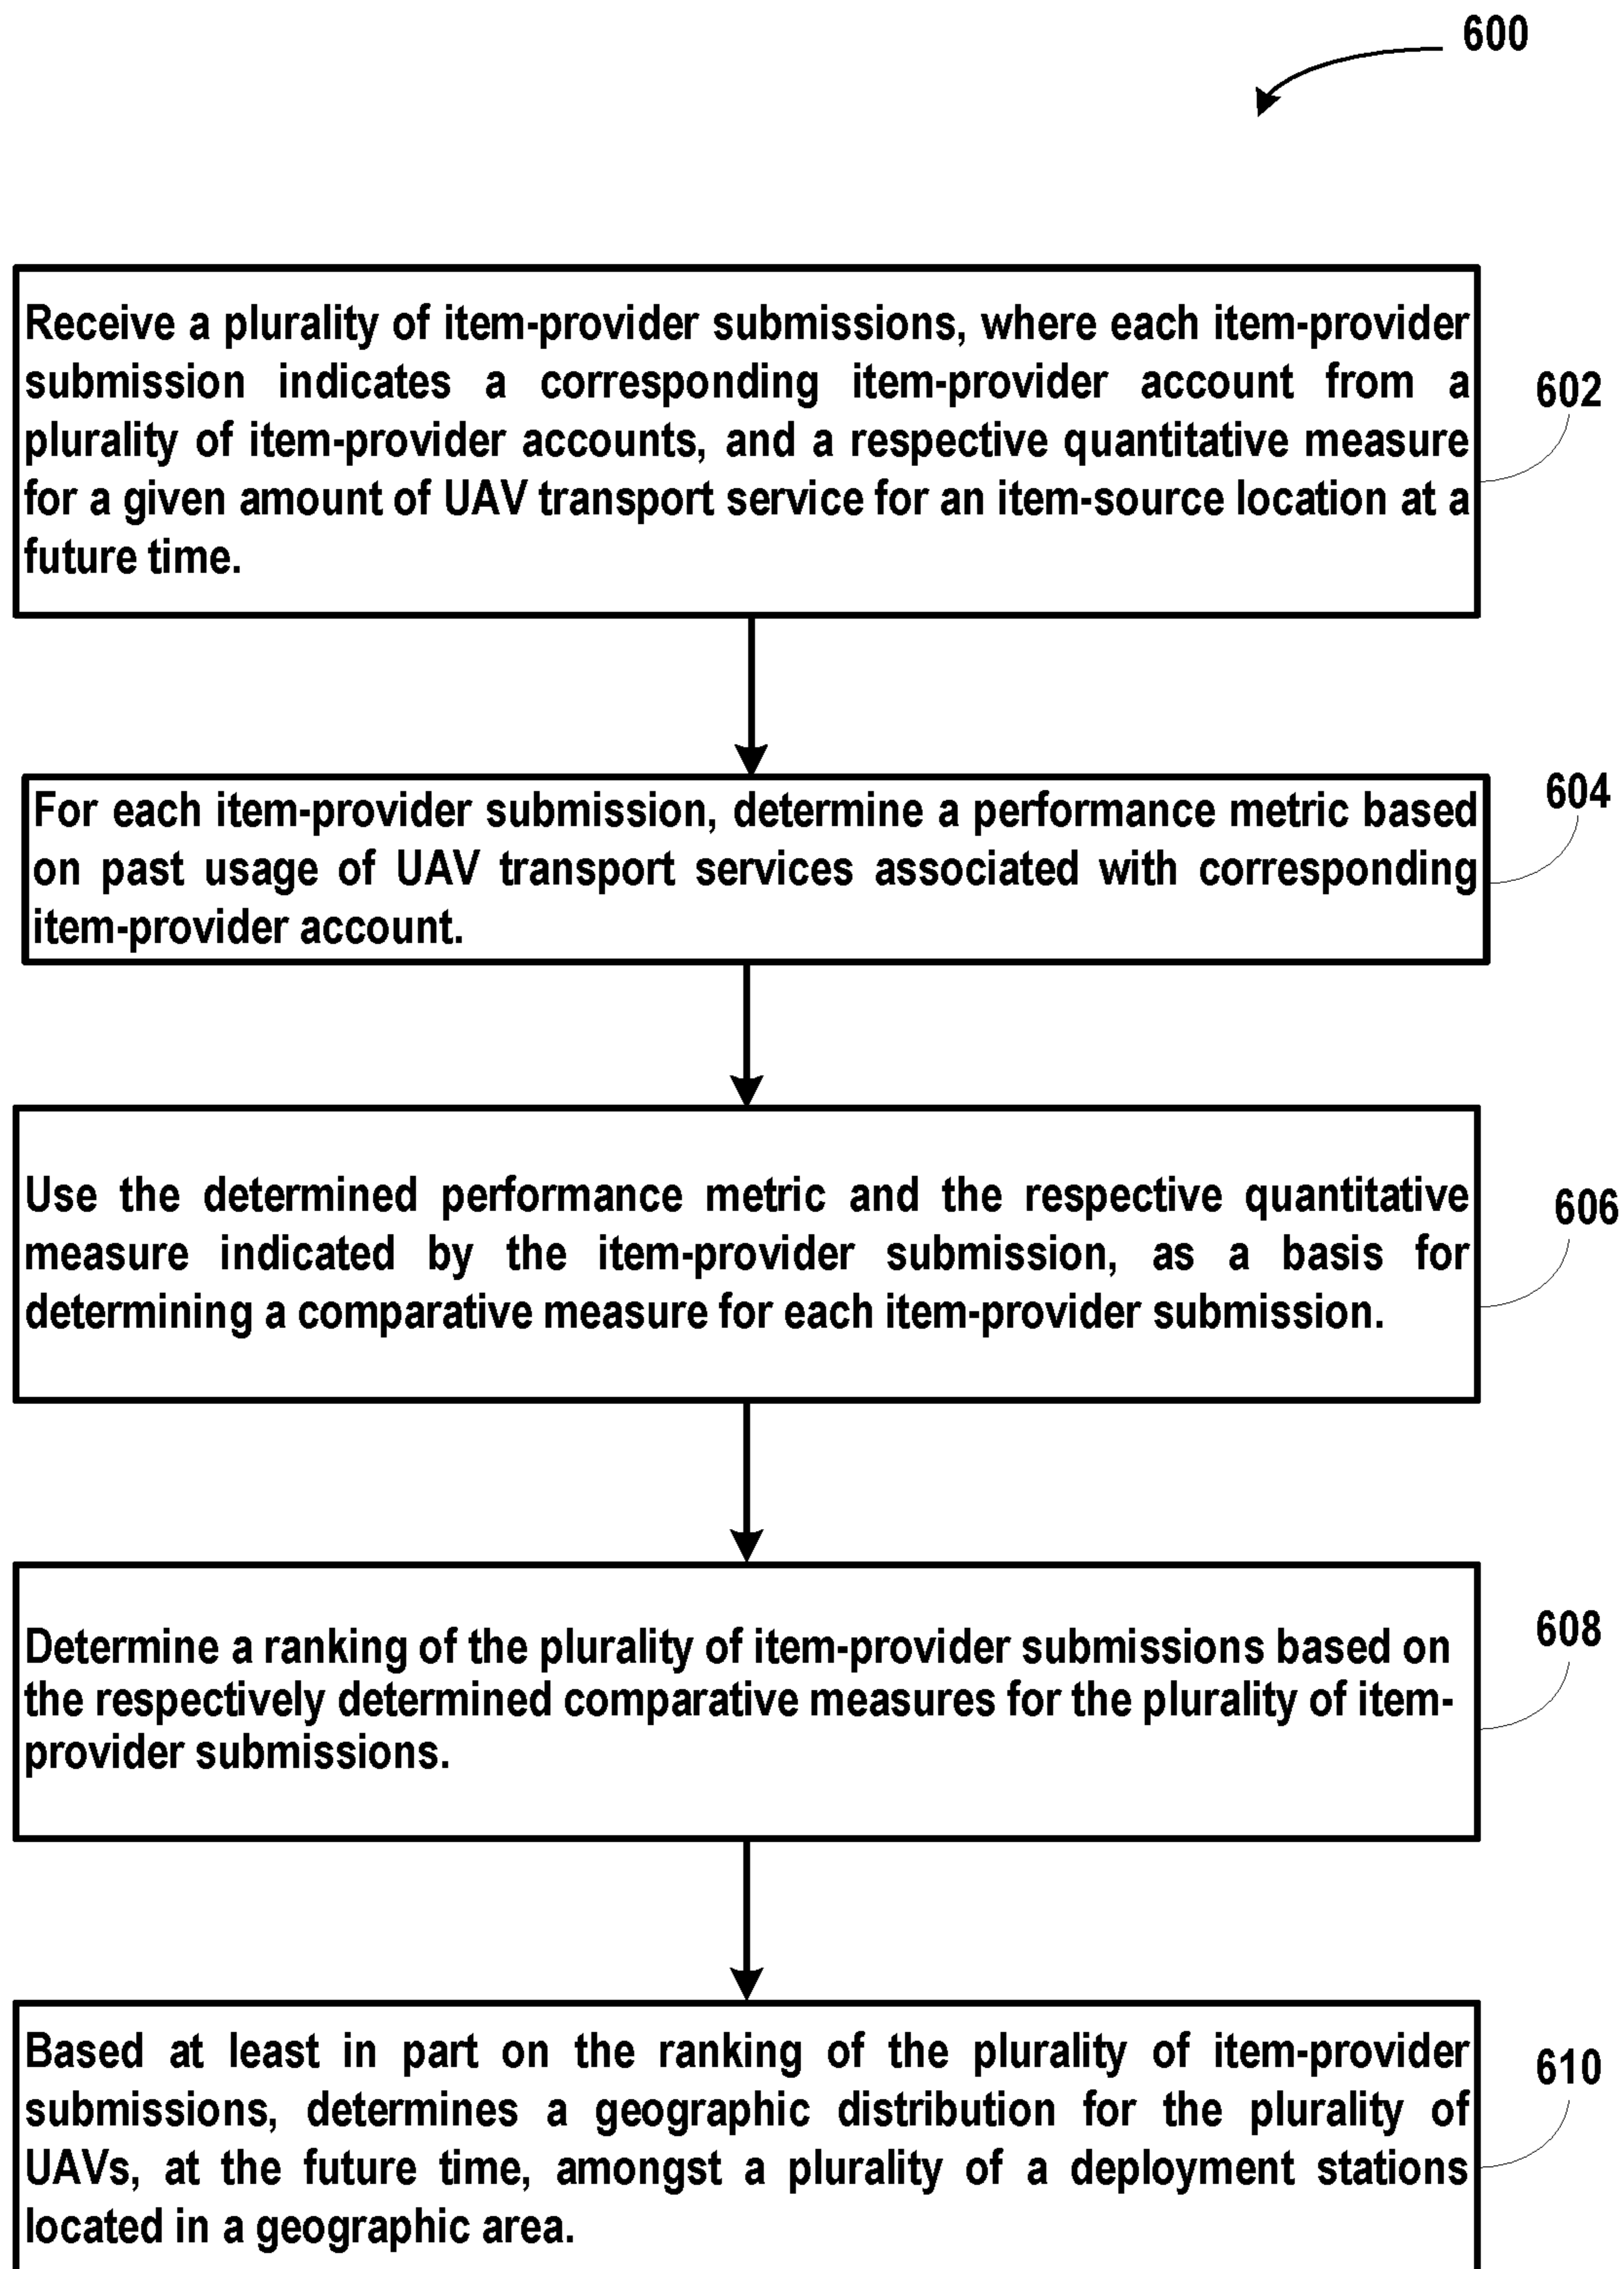 600
Receive a plurality of item-provider submissions, where each item-provider
submission indicates a corresponding item-provider account from a
plurality of item-provider accounts, and a respective quantitative measure
for a given amount of UAV transport service for an item-source location at a
future time.
602
For each item-provider submission, determine a performance metric based
on past usage of UAV transport services associated with corresponding
item-provider account.
604
Use the determined performance metric and the respective quantitative
measure indicated by the item-provider submission, as a basis for
determining a comparative measure for each item-provider submission.
606
Determine a ranking of the plurality of item-provider submissions based on
the respectively determined comparative measures for the plurality of item-
provider submissions.
608
Based at least in part on the ranking of the plurality of item-provider
submissions, determines a geographic distribution for the plurality of
UAVs, at the future time, amongst a plurality of a deployment stations
located in a geographic area.
610